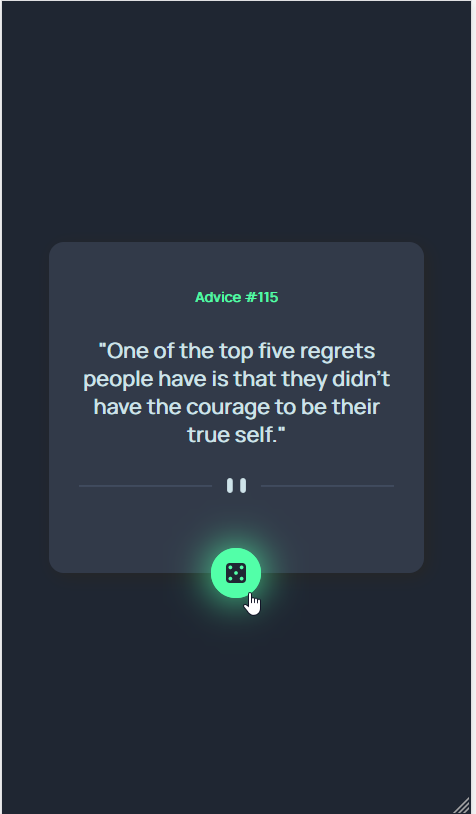 Advice #115
"One of the top five regrets
people have is that they didn't
have the courage to be their
true self."